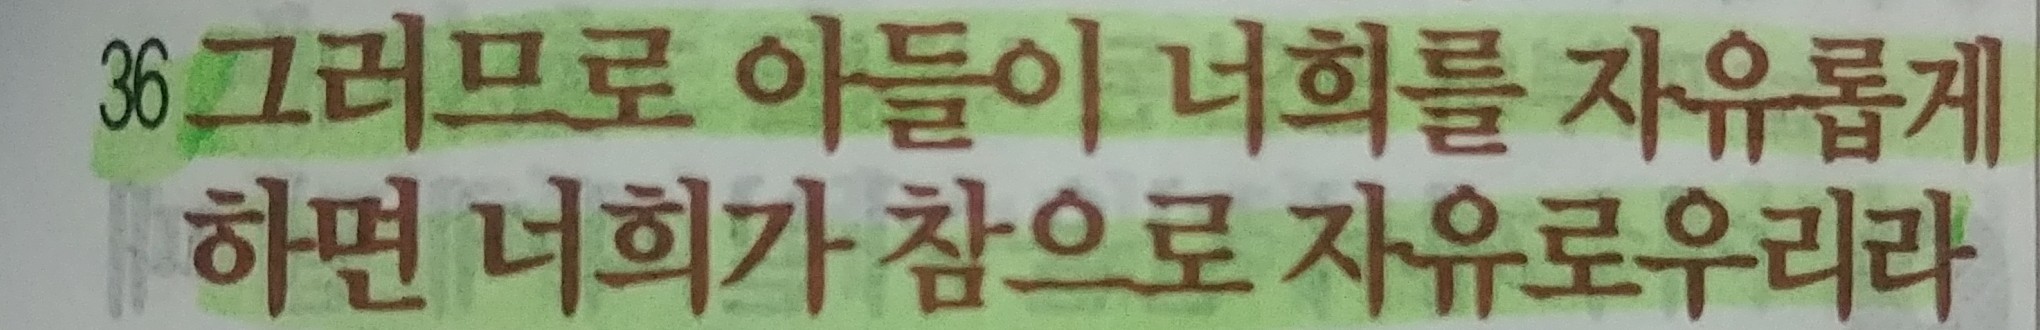 36 그러므로 아들이 너희를 자유롭게
하면 너희가 참으로 자유로우리라